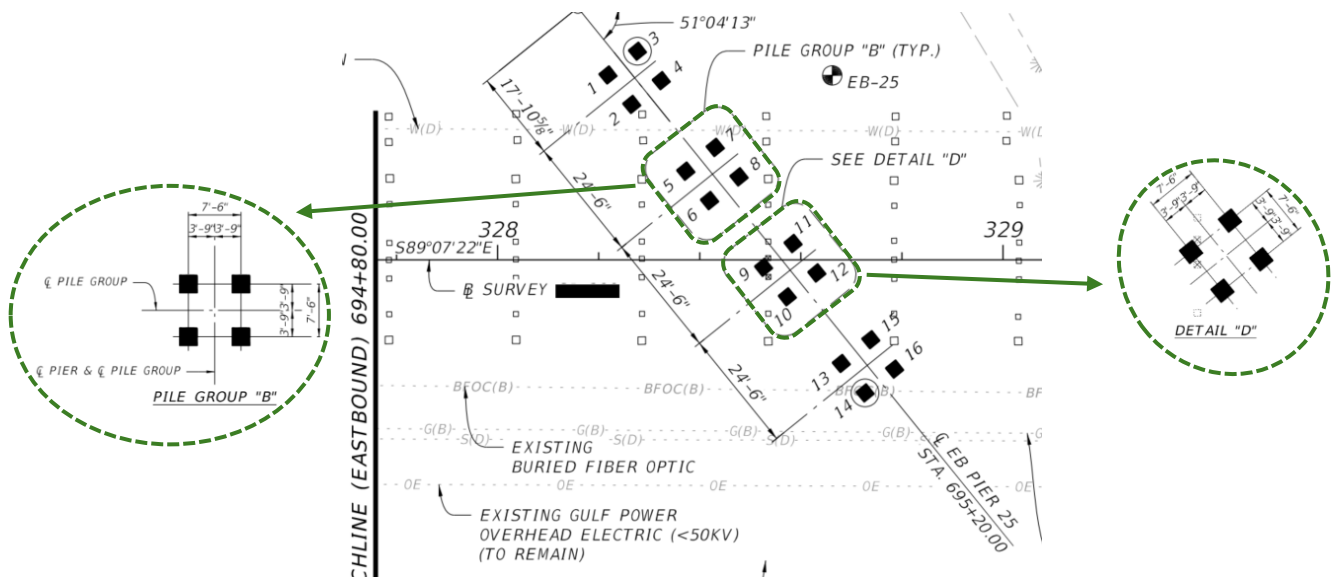 51°04'13"
3
4
1
2
PILE GROUP "B" (TYP.)
EB-25
17'-10⅝"
W(D)
W(D)
W(D)
W(D)
7
8
5
6
SEE DETAIL "D"
24'-6"
7'-6"
3'-9"
3'-9"
℄ PILE GROUP
3'-9"
3'-9"
7'-6"
℄ PIER & ℄ PILE GROUP
PILE GROUP "B"
CHLINE (EASTBOUND) 694+80.00
328
329
S89°07'22"E
SURVEY
11
9
12
10
24'-6"
7'-6"
3'-9"
3'-9"
7'-6"
3'-9"
3'-9"
DETAIL "D"
24'-6"
15
16
13
14
BFOC(B)
BFOC(B)
BFOC(B)
BF
G(B)
G(B)
G(B)
G
S(D)
S(D)
S(D)
EXISTING
BURIED FIBER OPTIC
OE
OE
OE
OE
OE
EXISTING GULF POWER
OVERHEAD ELECTRIC (<50KV)
(TO REMAIN)
℄ EB PIER 25
STA. 695+20.00